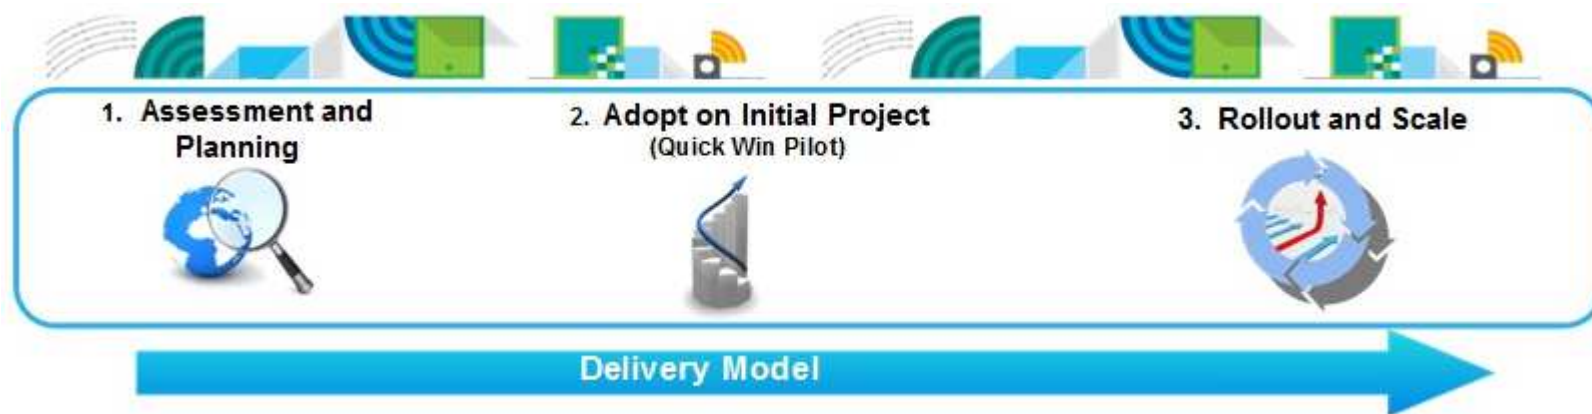 1. Assessment and
Planning
2. Adopt on Initial Project
(Quick Win Pilot)
3. Rollout and Scale
Delivery Model